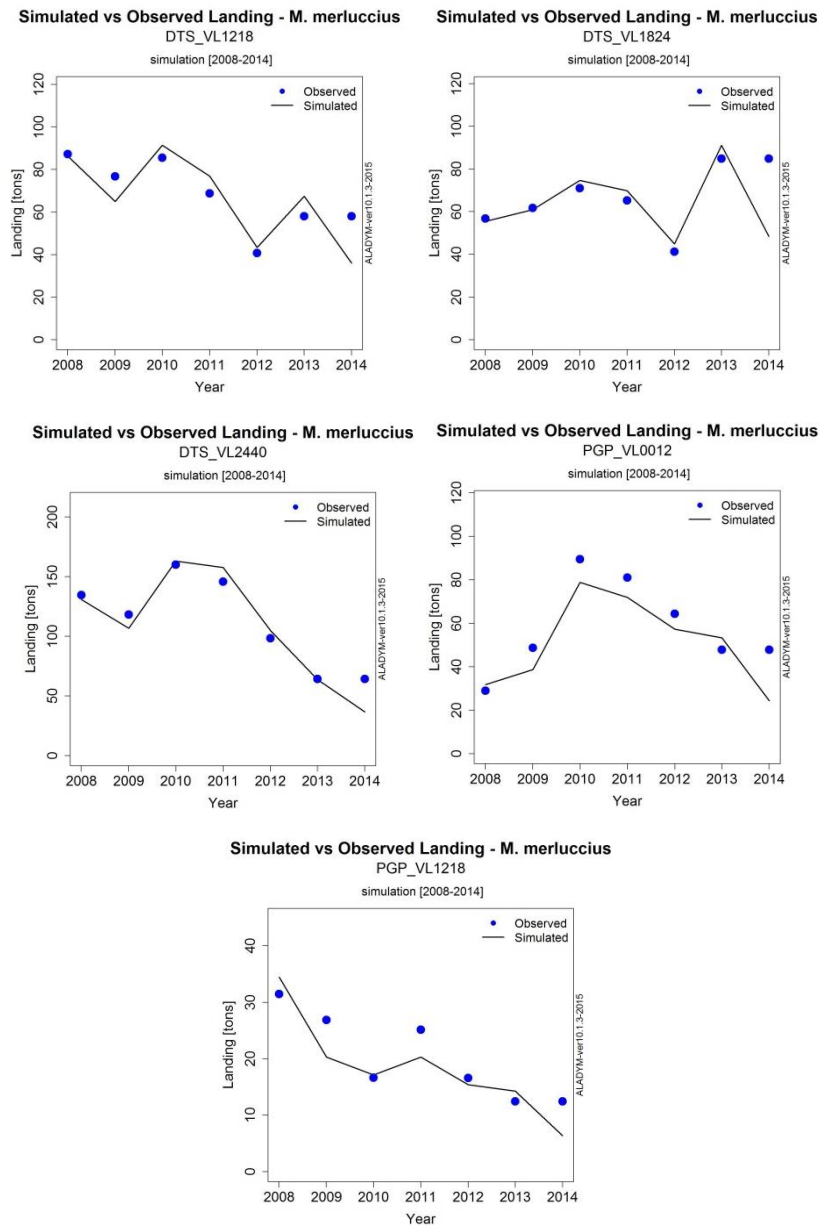 Simulated vs Observed Landing - M. merluccius
DTS_VL1218
simulation [2008-2014]
Observed
Simulated
Landing [tons]
0
20
40
60
80
100
120
2008 2009 2010 2011 2012 2013 2014
Year
ALADYM-ver10.1.3-2015
Simulated vs Observed Landing - M. merluccius
DTS_VL1824
simulation [2008-2014]
Observed
Simulated
Landing [tons]
0
20
40
60
80
100
120
2008 2009 2010 2011 2012 2013 2014
Year
ALADYM-ver10.1.3-2015
Simulated vs Observed Landing - M. merluccius
DTS_VL2440
simulation [2008-2014]
Observed
Simulated
Landing [tons]
0
50
100
150
200
2008 2009 2010 2011 2012 2013 2014
Year
ALADYM-ver10.1.3-2015
Simulated vs Observed Landing - M. merluccius
PGP_VL0012
simulation [2008-2014]
Observed
Simulated
Landing [tons]
0
20
40
60
80
100
120
2008 2009 2010 2011 2012 2013 2014
Year
ALADYM-ver10.1.3-2015
Simulated vs Observed Landing - M. merluccius
PGP_VL1218
simulation [2008-2014]
Observed
Simulated
Landing [tons]
0
10
20
30
40
2008 2009 2010 2011 2012 2013 2014
Year
ALADYM-ver10.1.3-2015